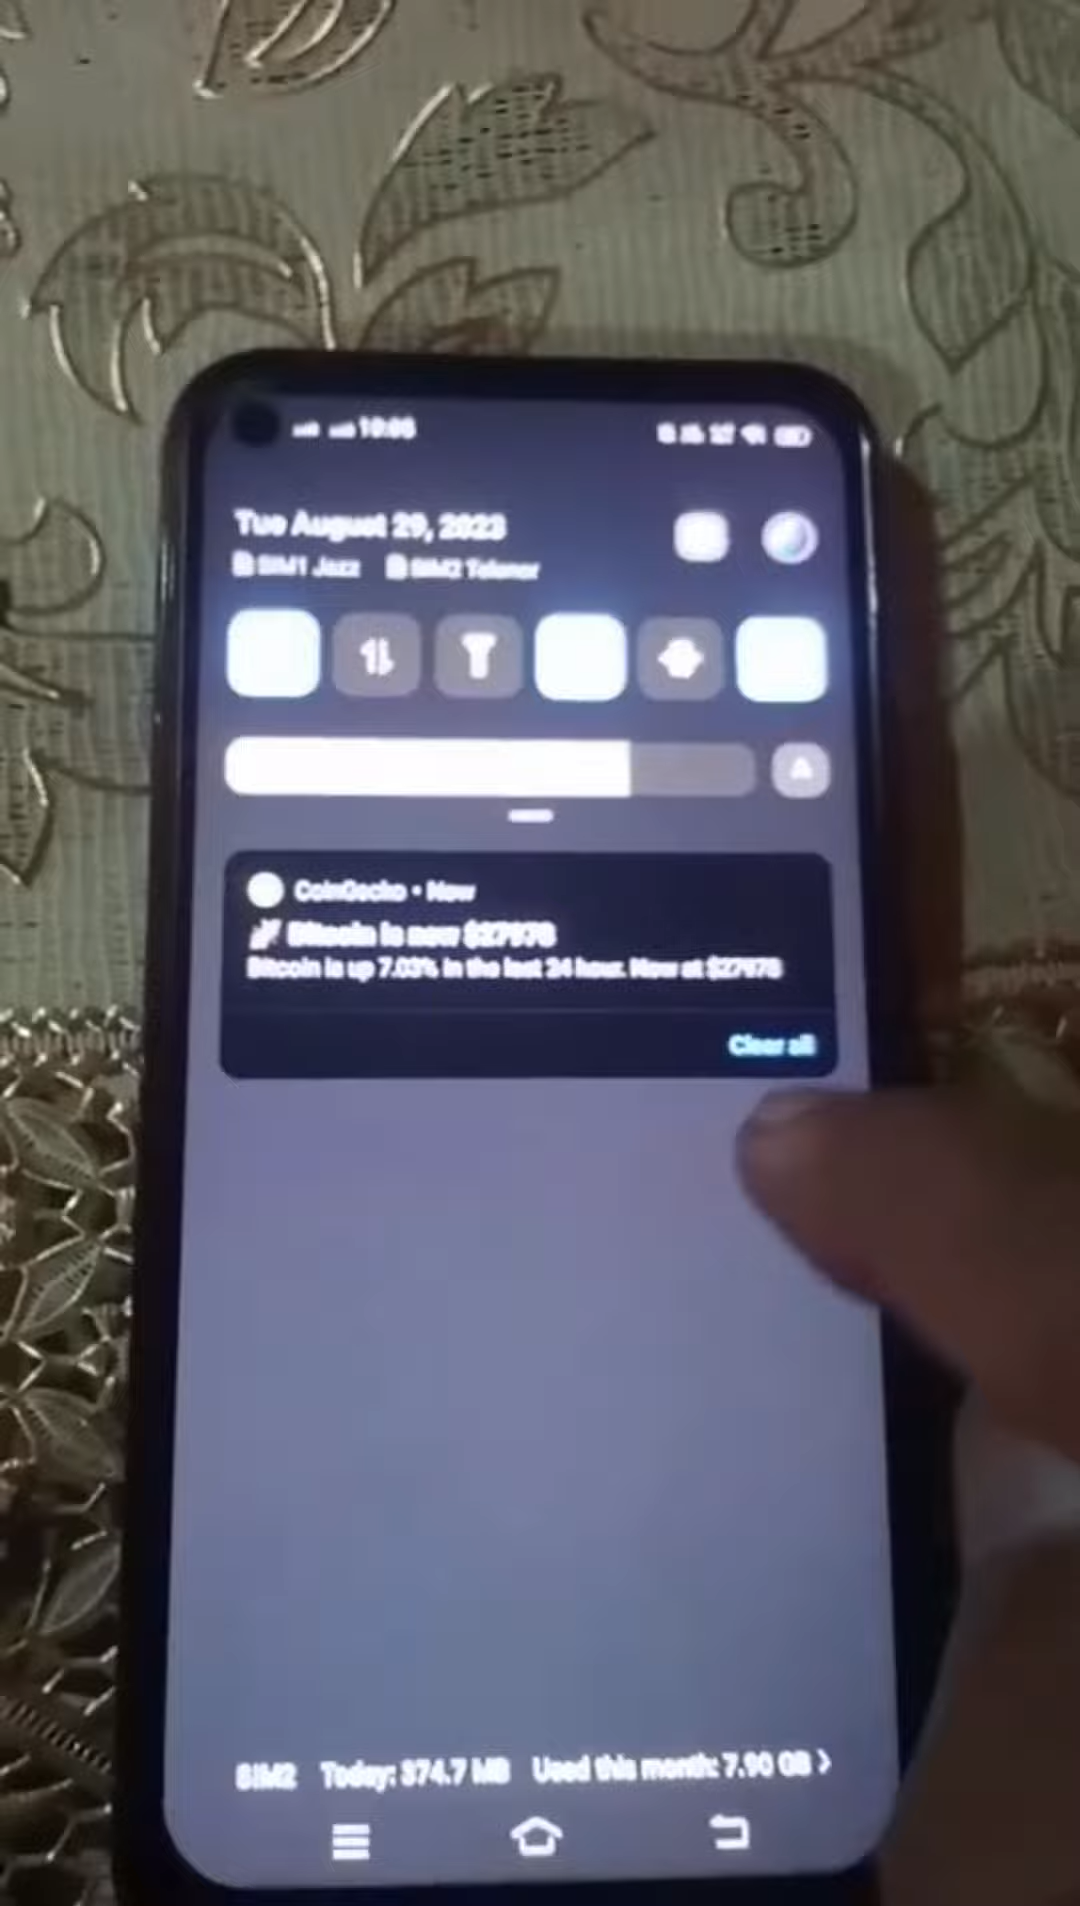 Tue August 29, 2023
SIM1 Jazz SIM2 Telenor
CoinGecko • Now
Bitcoin is now $27978
Bitcoin is up 7.03% in the last 24 hour. Now at $27978
Clear all
SIM2 Today: 374.7 MB Used this month: 7.90 GB